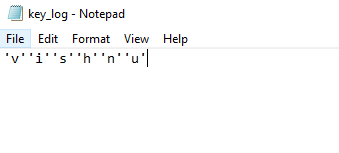 key_log - Notepad
File Edit Format View Help
'v''i''s''h''n''u'